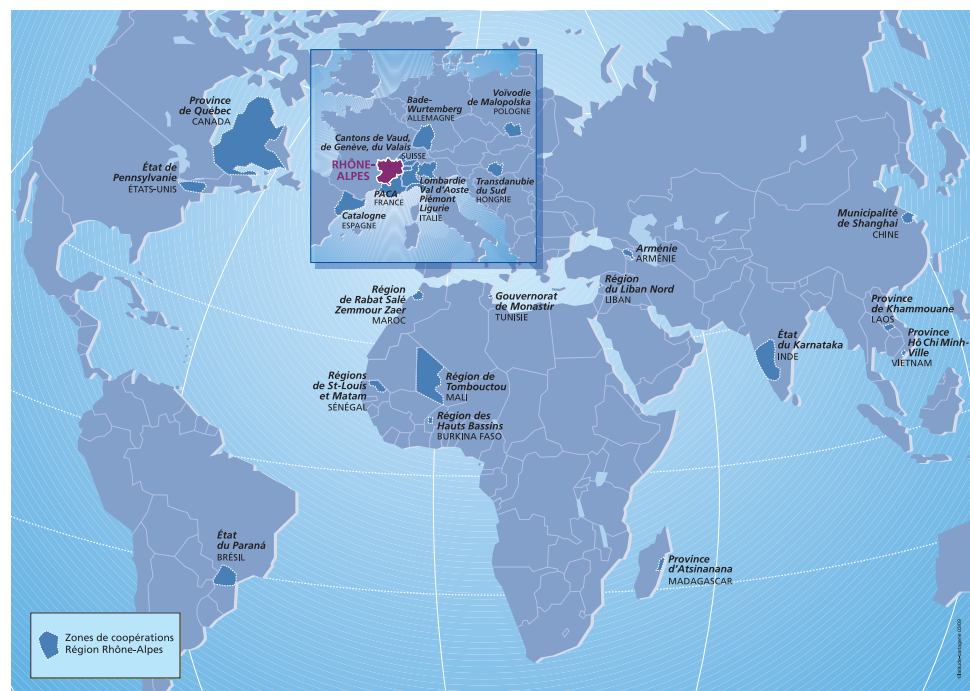 Province
de Québec
CANADA
État de
Pennsylvanie
ÉTATS-UNIS
Bade-
Wurtemberg
ALLEMAGNE
Voïvodie
de Malopolska
POLOGNE
Cantons de Vaud,
de Genève, du Valais
SUISSE
RHÔNE-
ALPES
PACA
FRANCE
Lombardie
Val d'Aoste
Piémont
Ligurie
ITALIE
Transdanubie
du Sud
HONGRIE
Catalogne
ESPAGNE
Municipalité
de Shanghai
CHINE
Arménie
ARMÉNIE
Région
de Rabat Salé
Zemmour Zaer
MAROC
Gouvernorat
de Monastir
TUNISIE
Région
du Liban Nord
LIBAN
Province
de Khammouane
LAOS
État
du Karnataka
INDE
Province
Hô Chi Minh-
Ville
VIETNAM
Régions
de St-Louis
et Matam
SÉNÉGAL
Région de
Tombouctou
MALI
Région des
Hauts Bassins
BURKINA FASO
État
du Paraná
BRÉSIL
Province
d'Atsinanana
MADAGASCAR
Zones de coopérations
Région Rhône-Alpes